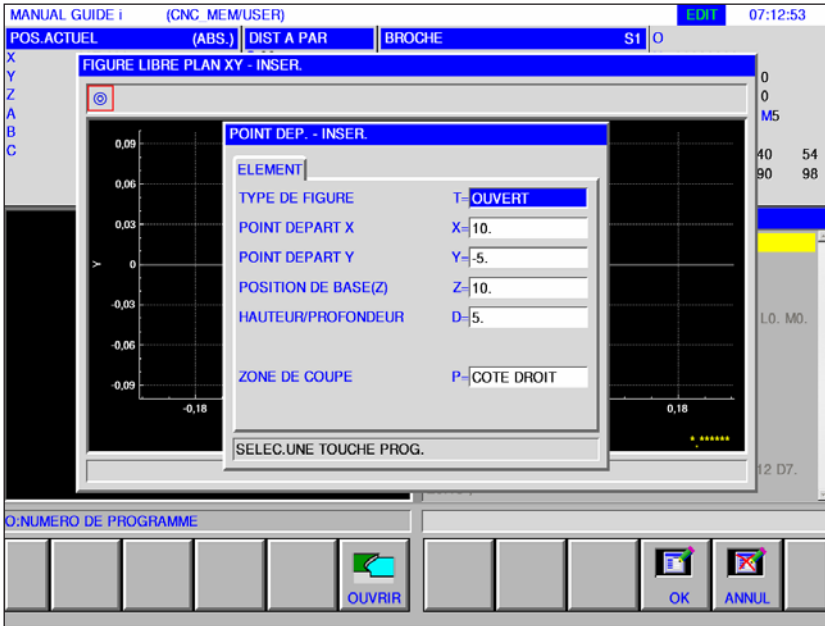 MANUAL GUIDE i (CNC_MEM/USER) EDIT 07:12:53
POS.ACTUEL (ABS.) DIST A PAR BROCHE S1 O
X
Y 0
Z 0
A M5
B
C 40 54
90 98
FIGURE LIBRE PLAN XY - INSER.
0,09
0,06
0,03
Y 0
-0,03
-0,06
-0,09
-0,18 0,18
*.******
POINT DEP. - INSER.
ELEMENT
TYPE DE FIGURE T=OUVERT
POINT DEPART X X=10.
POINT DEPART Y Y=-5.
POSITION DE BASE(Z) Z=10.
HAUTEUR/PROFONDEUR D=5.
ZONE DE COUPE P=COTE DROIT
SELEC.UNE TOUCHE PROG.
L0. M0.
12 D7.
O:NUMERO DE PROGRAMME
OUVRIR OK ANNUL